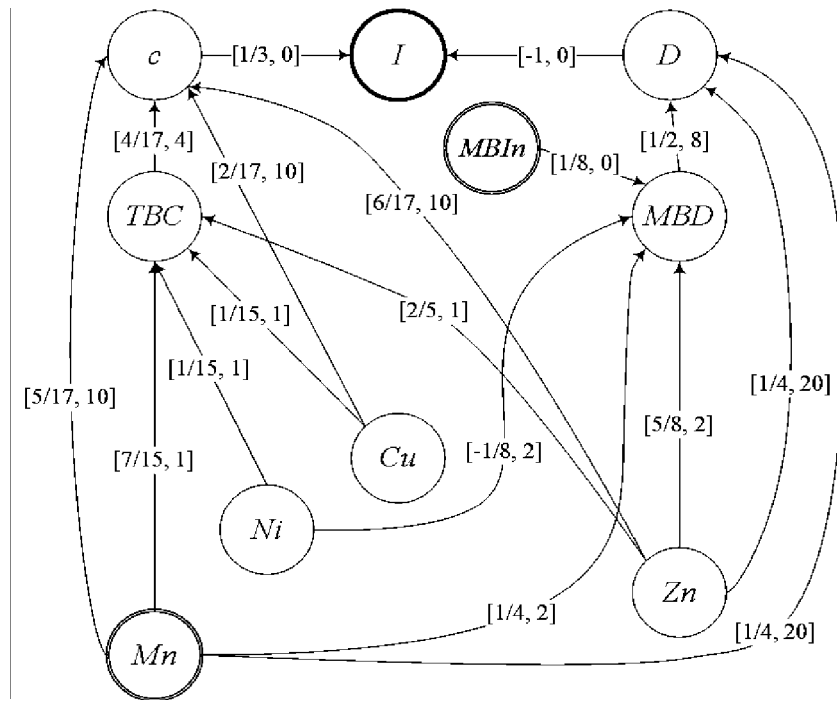 c
[1/3, 0]
I
[-1, 0]
D
[4/17, 4]
[2/17, 10]
MBIn
[1/8, 0]
[1/2, 8]
[6/17, 10]
TBC
MBD
[1/15, 1]
[2/5, 1]
[1/15, 1]
[5/17, 10]
[1/4, 20]
[5/8, 2]
[7/15, 1]
Cu
[-1/8, 2]
Ni
Zn
[1/4, 2]
[1/4, 20]
Mn